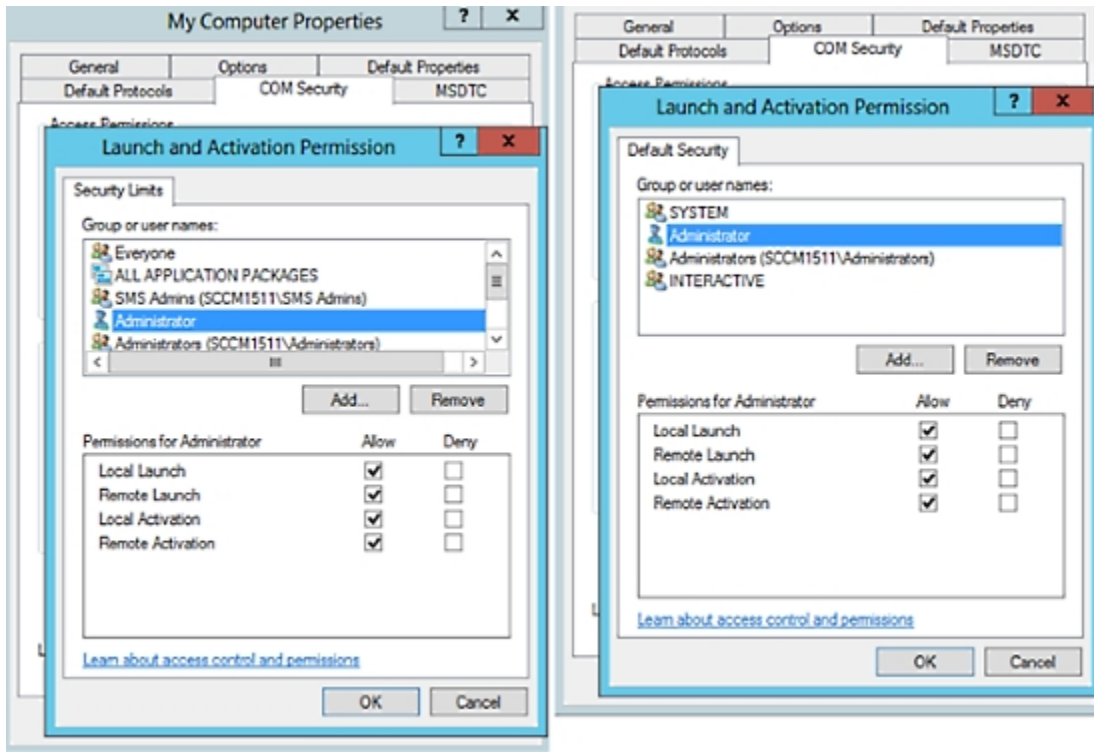 My Computer Properties ? X
General Options Default Properties
Default Protocols COM Security MSDTC
Access Permissions
Launch and Activation Permission ? x
Security Limits
Group or user names:
Everyone
ALL APPLICATION PACKAGES
SMS Admins (SCCM1511\SMS Admins)
Administrator
Administrators (SCCM1511\Administrators)
Add... Remove
Permissions for Administrator Allow Deny
Local Launch
Remote Launch
Local Activation
Remote Activation
Learn about access control and permissions
OK Cancel
General Options Default Properties
Default Protocols COM Security MSDTC
Access Permissions
Launch and Activation Permission ? x
Default Security
Group or user names:
SYSTEM
Administrator
Administrators (SCCM1511\Administrators)
INTERACTIVE
Add... Remove
Permissions for Administrator Allow Deny
Local Launch
Remote Launch
Local Activation
Remote Activation
Learn about access control and permissions
OK Cancel